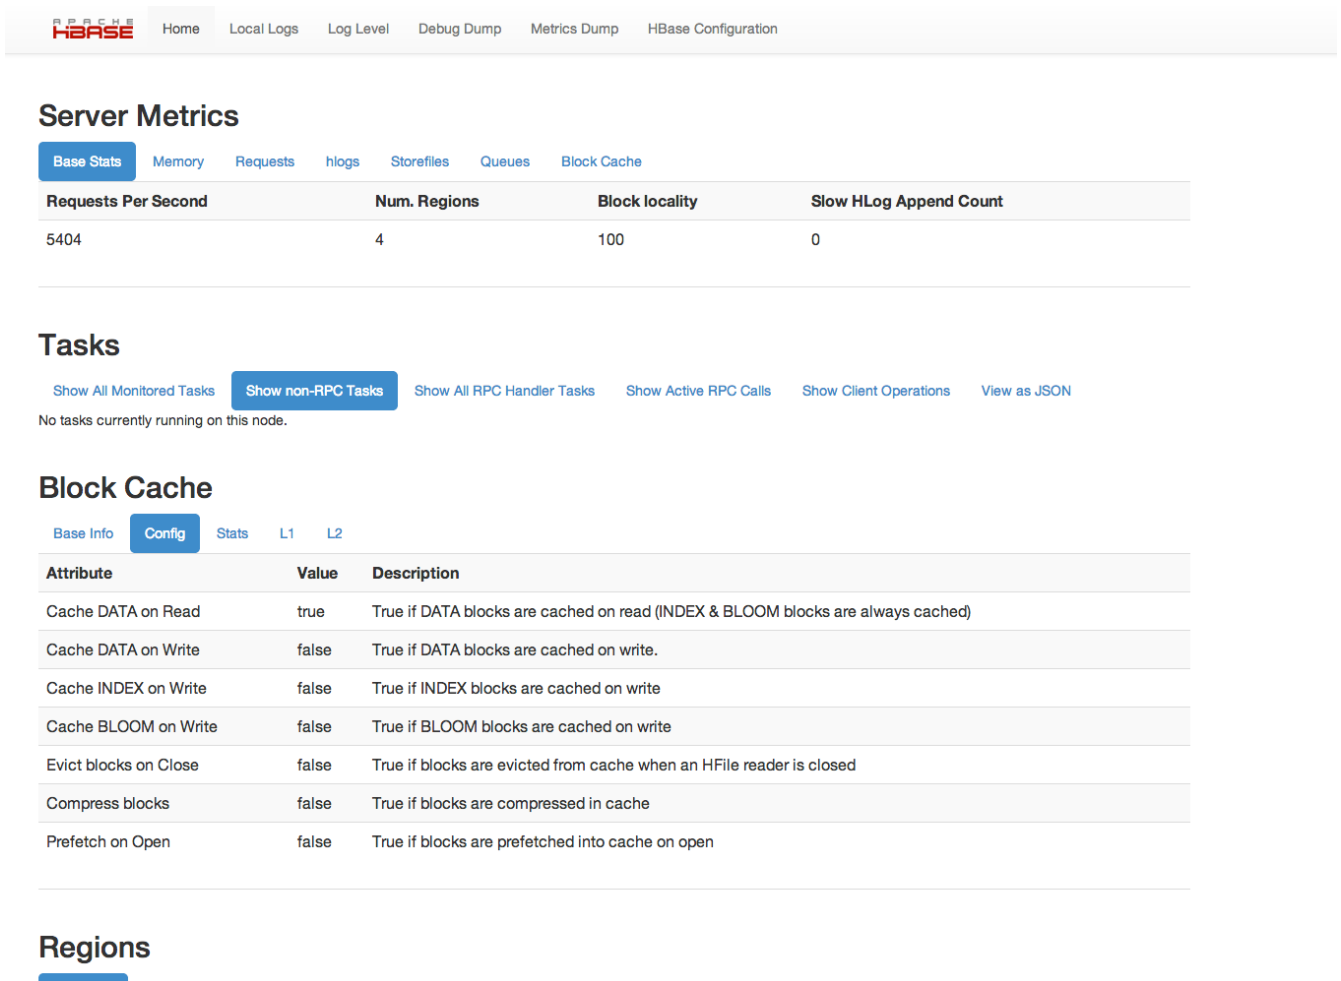 APACHE
HBASE Home Local Logs Log Level Debug Dump Metrics Dump HBase Configuration
Server Metrics
Base Stats Memory Requests hlogs Storefiles Queues Block Cache
Requests Per Second Num. Regions Block locality Slow HLog Append Count
5404 4 100 0
Tasks
Show All Monitored Tasks Show non-RPC Tasks Show All RPC Handler Tasks Show Active RPC Calls Show Client Operations View as JSON
No tasks currently running on this node.
Block Cache
Base Info Config Stats L1 L2
Attribute Value Description
Cache DATA on Read true True if DATA blocks are cached on read (INDEX & BLOOM blocks are always cached)
Cache DATA on Write false True if DATA blocks are cached on write.
Cache INDEX on Write false True if INDEX blocks are cached on write
Cache BLOOM on Write false True if BLOOM blocks are cached on write
Evict blocks on Close false True if blocks are evicted from cache when an HFile reader is closed
Compress blocks false True if blocks are compressed in cache
Prefetch on Open false True if blocks are prefetched into cache on open
Regions